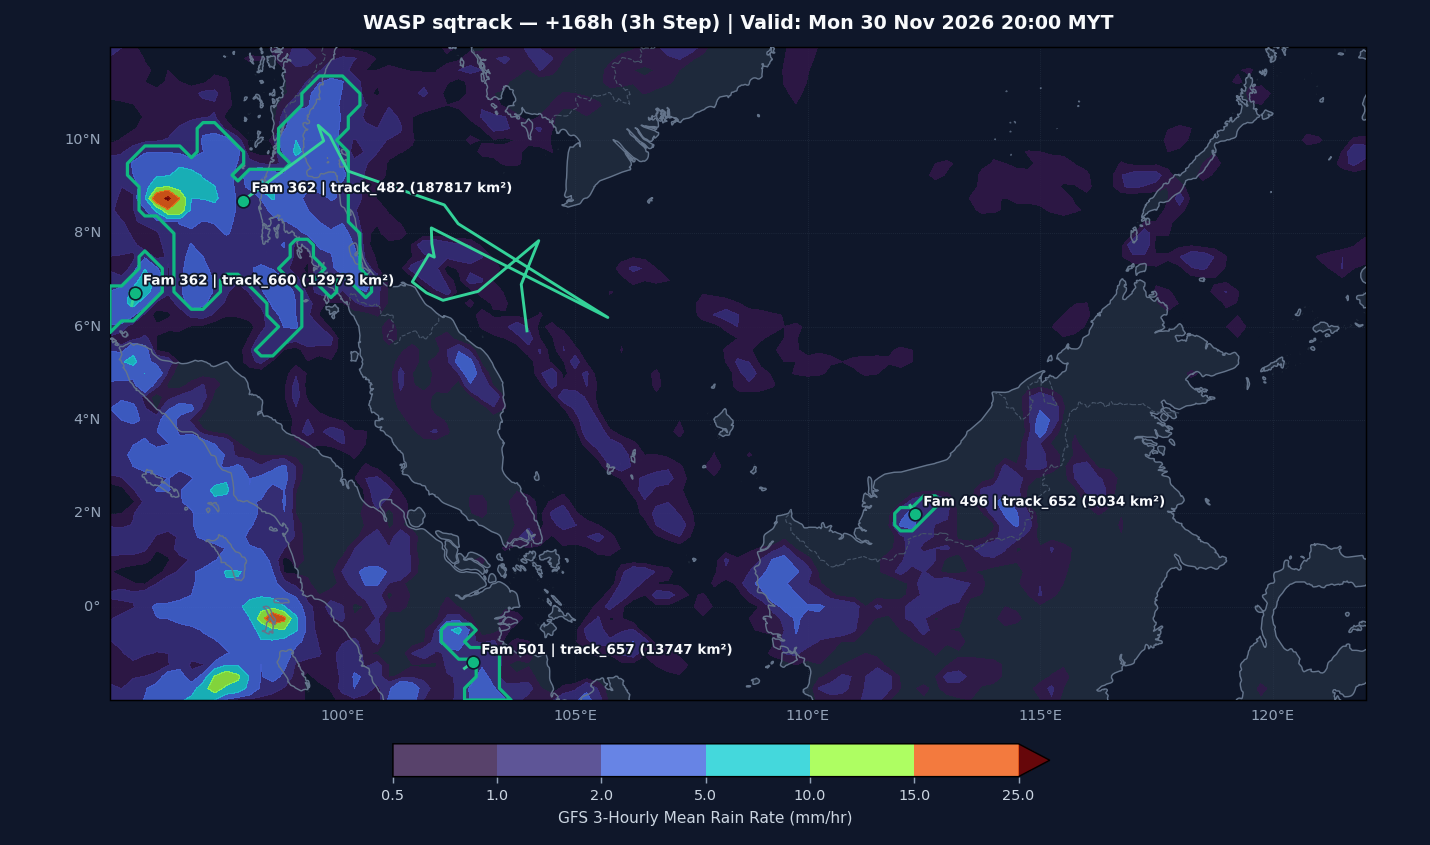 WASP sqtrack — +168h (3h Step) | Valid: Mon 30 Nov 2026 20:00 MYT
10°N
8°N
6°N
4°N
2°N
0°
Fam 362 | track_482 (187817 km²)
Fam 362 | track_660 (12973 km²)
Fam 496 | track_652 (5034 km²)
Fam 501 | track_657 (13747 km²)
100°E 105°E 110°E 115°E 120°E
0.5 1.0 2.0 5.0 10.0 15.0 25.0
GFS 3-Hourly Mean Rain Rate (mm/hr)